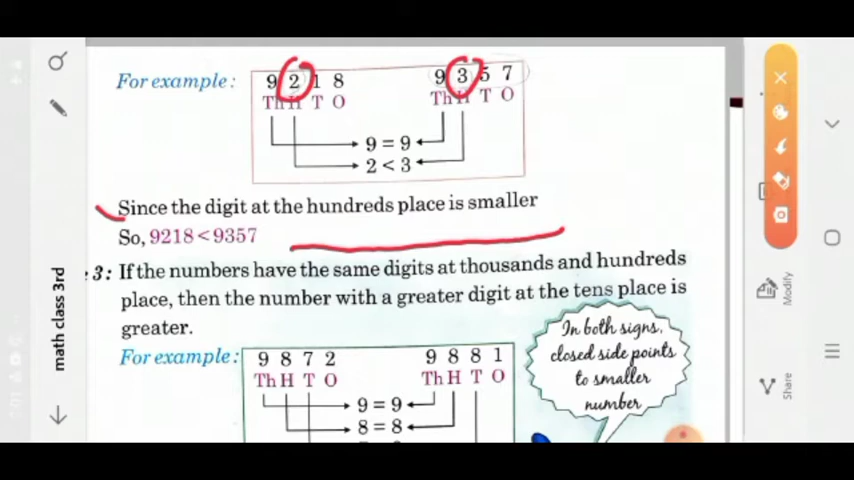 For example : 9 2 1 8 9 3 5 7
Th H T O Th H T O
9 = 9
2 < 3
Since the digit at the hundreds place is smaller
So, 9218 < 9357
3 : If the numbers have the same digits at thousands and hundreds
place, then the number with a greater digit at the tens place is
greater.
For example : 9 8 7 2 9 8 8 1
Th H T O Th H T O
9 = 9
8 = 8
In both signs,
closed side points
to smaller
number
math class 3rd
Modify
Share